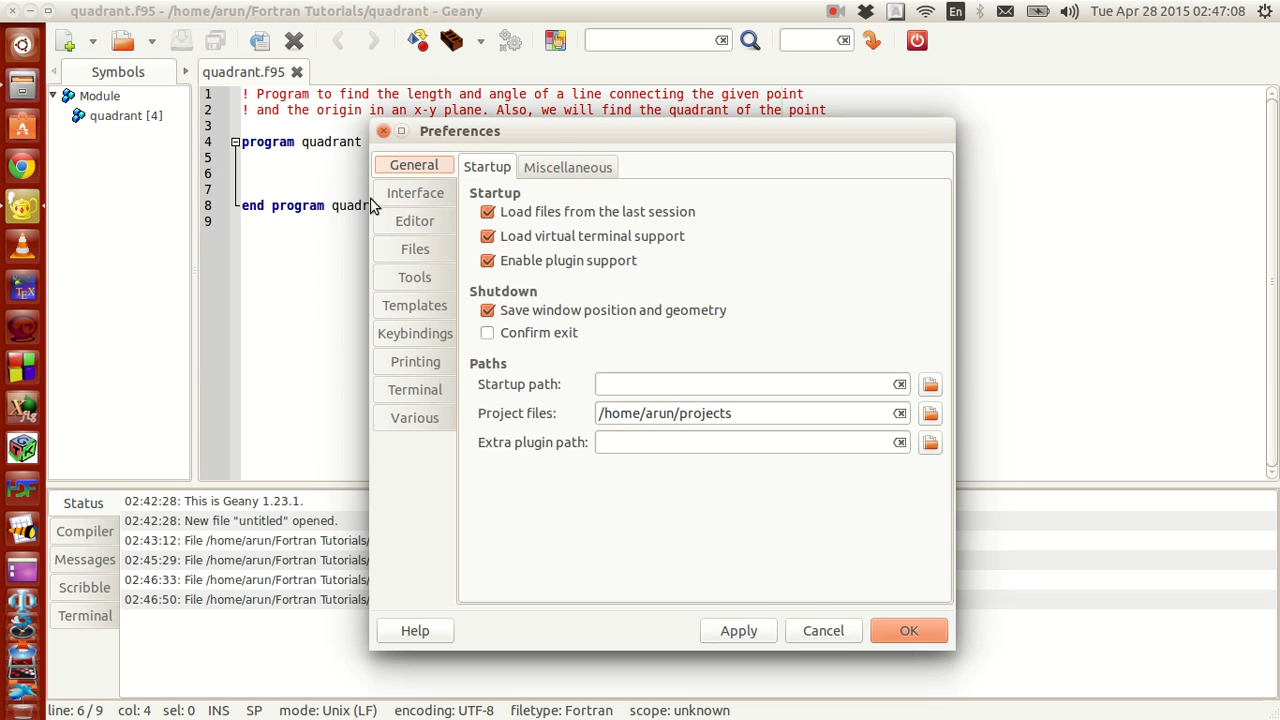 quadrant.f95 - /home/arun/Fortran Tutorials/quadrant - Geany
En
Tue Apr 28 2015 02:47:08
Symbols
quadrant.f95
Module
quadrant [4]
1 ! Program to find the length and angle of a line connecting the given point
2 ! and the origin in an x-y plane. Also, we will find the quadrant of the point
3
4 program quadrant
5
6
7
8 end program quadr
9
Preferences
General
Interface
Editor
Files
Tools
Templates
Keybindings
Printing
Terminal
Various
Startup
Miscellaneous
Startup
Load files from the last session
Load virtual terminal support
Enable plugin support
Shutdown
Save window position and geometry
Confirm exit
Paths
Startup path:
Project files: /home/arun/projects
Extra plugin path:
Help
Apply
Cancel
OK
Status
Compiler
Messages
Scribble
Terminal
02:42:28: This is Geany 1.23.1.
02:42:28: New file "untitled" opened.
02:43:12: File /home/arun/Fortran Tutorials/
02:45:29: File /home/arun/Fortran Tutorials/
02:46:33: File /home/arun/Fortran Tutorials/
02:46:50: File /home/arun/Fortran Tutorials/
line: 6 / 9 col: 4 sel: 0 INS SP mode: Unix (LF) encoding: UTF-8 filetype: Fortran scope: unknown